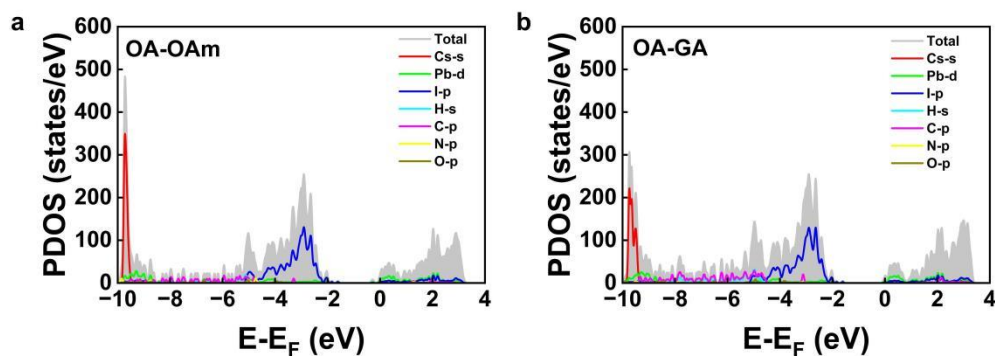 a
OA-OAm
PDOS (states/eV)
600
500
400
300
200
100
0
-10 -8 -6 -4 -2 0 2 4
E-E_F (eV)
Total
Cs-s
Pb-d
I-p
H-s
C-p
N-p
O-p
b
OA-GA
PDOS (states/eV)
600
500
400
300
200
100
0
-10 -8 -6 -4 -2 0 2 4
E-E_F (eV)
Total
Cs-s
Pb-d
I-p
H-s
C-p
N-p
O-p